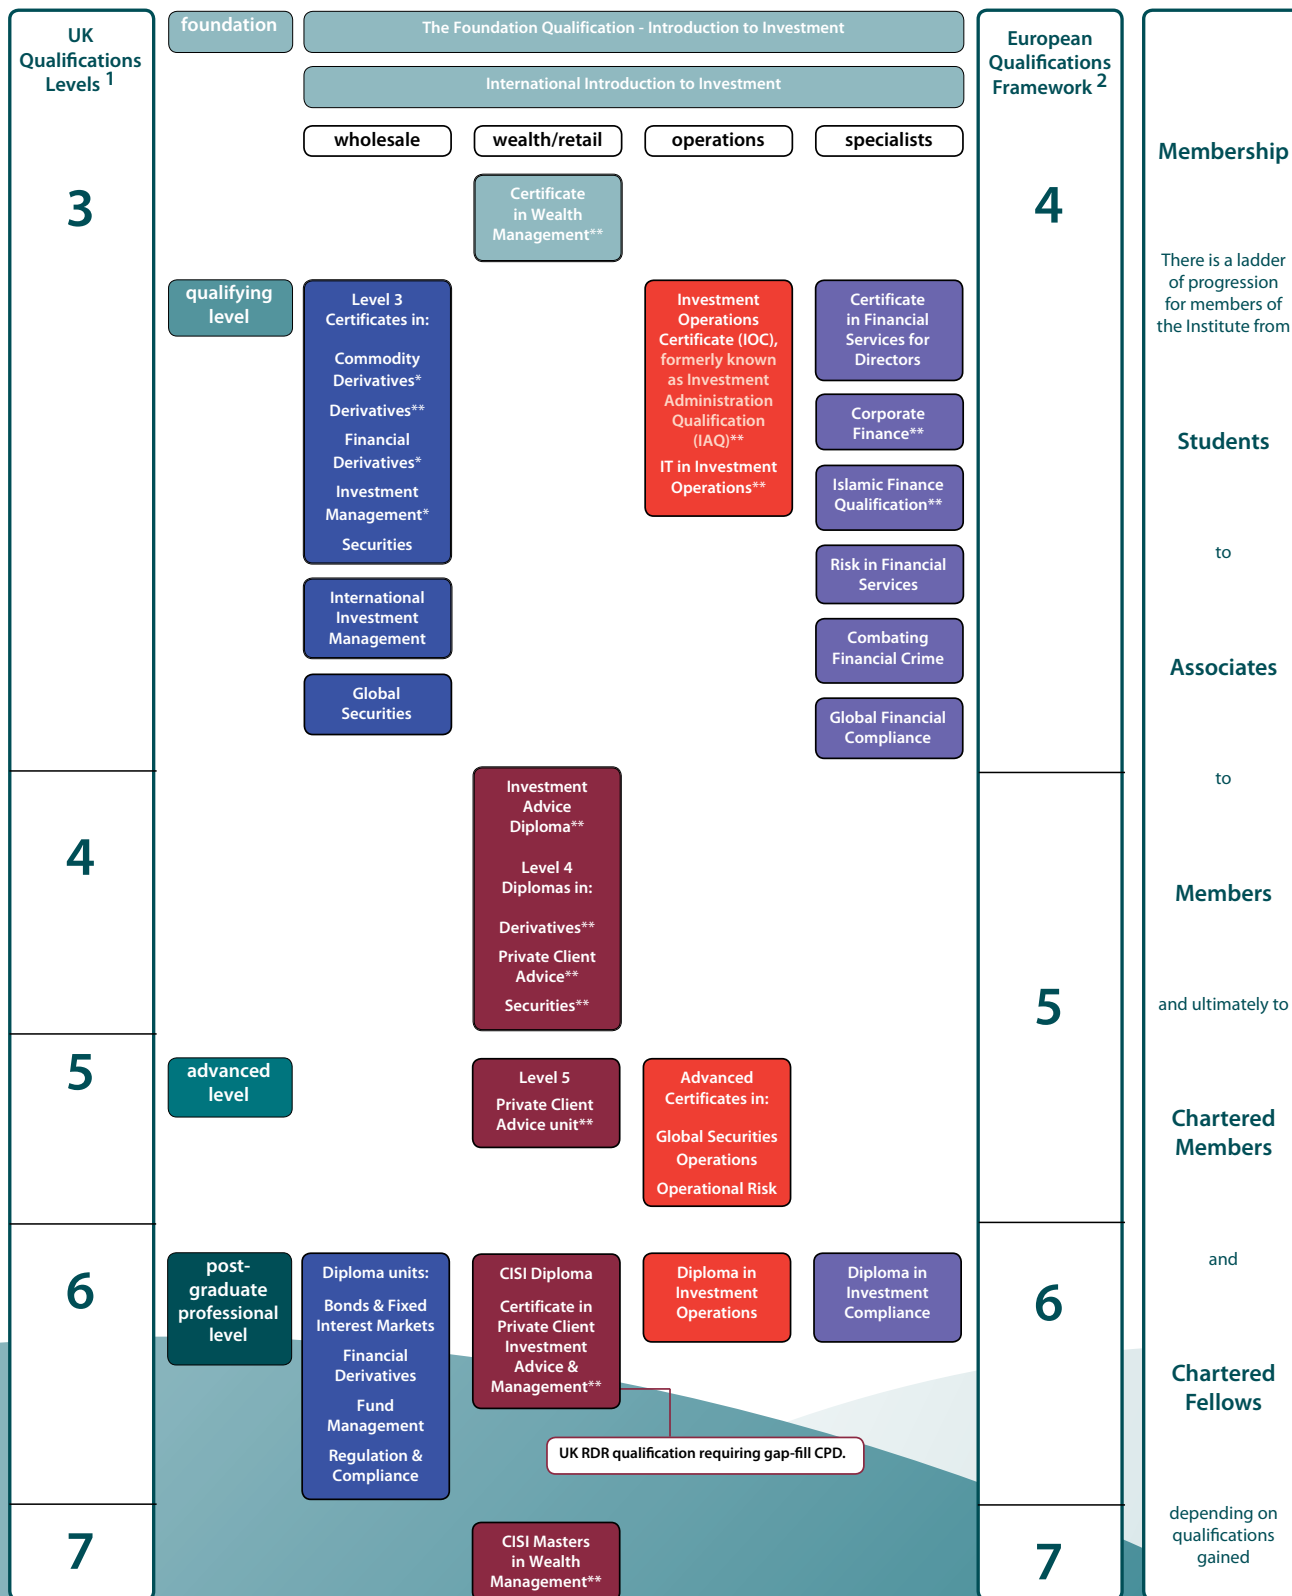 UK
Qualifications
Levels 1
3
4
5
6
7
foundation
The Foundation Qualification - Introduction to Investment
International Introduction to Investment
wholesale
wealth/retail
operations
specialists
Certificate
in Wealth
Management**
qualifying
level
Level 3
Certificates in:
Commodity
Derivatives*
Derivatives**
Financial
Derivatives*
Investment
Management*
Securities
International
Investment
Management
Global
Securities
Investment
Operations
Certificate (IOC),
formerly known
as Investment
Administration
Qualification
(IAQ)**
IT in Investment
Operations**
Certificate
in Financial
Services for
Directors
Corporate
Finance**
Islamic Finance
Qualification**
Risk in Financial
Services
Combating
Financial Crime
Global Financial
Compliance
Investment
Advice
Diploma**
Level 4
Diplomas in:
Derivatives**
Private Client
Advice**
Securities**
advanced
level
Level 5
Private Client
Advice unit**
Advanced
Certificates in:
Global Securities
Operations
Operational Risk
post-
graduate
professional
level
Diploma units:
Bonds & Fixed
Interest Markets
Financial
Derivatives
Fund
Management
Regulation &
Compliance
CISI Diploma
Certificate in
Private Client
Investment
Advice &
Management**
Diploma in
Investment
Operations
Diploma in
Investment
Compliance
UK RDR qualification requiring gap-fill CPD.
CISI Masters
in Wealth
Management**
European
Qualifications
Framework 2
4
5
6
7
Membership
There is a ladder
of progression
for members of
the Institute from
Students
to
Associates
to
Members
and ultimately to
Chartered
Members
and
Chartered
Fellows
depending on
qualifications
gained